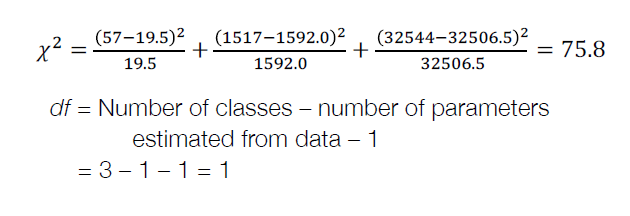 χ² = (57−19.5)²/19.5 + (1517−1592.0)²/1592.0 + (32544−32506.5)²/32506.5 = 75.8
df = Number of classes – number of parameters
estimated from data – 1
= 3 – 1 – 1 = 1